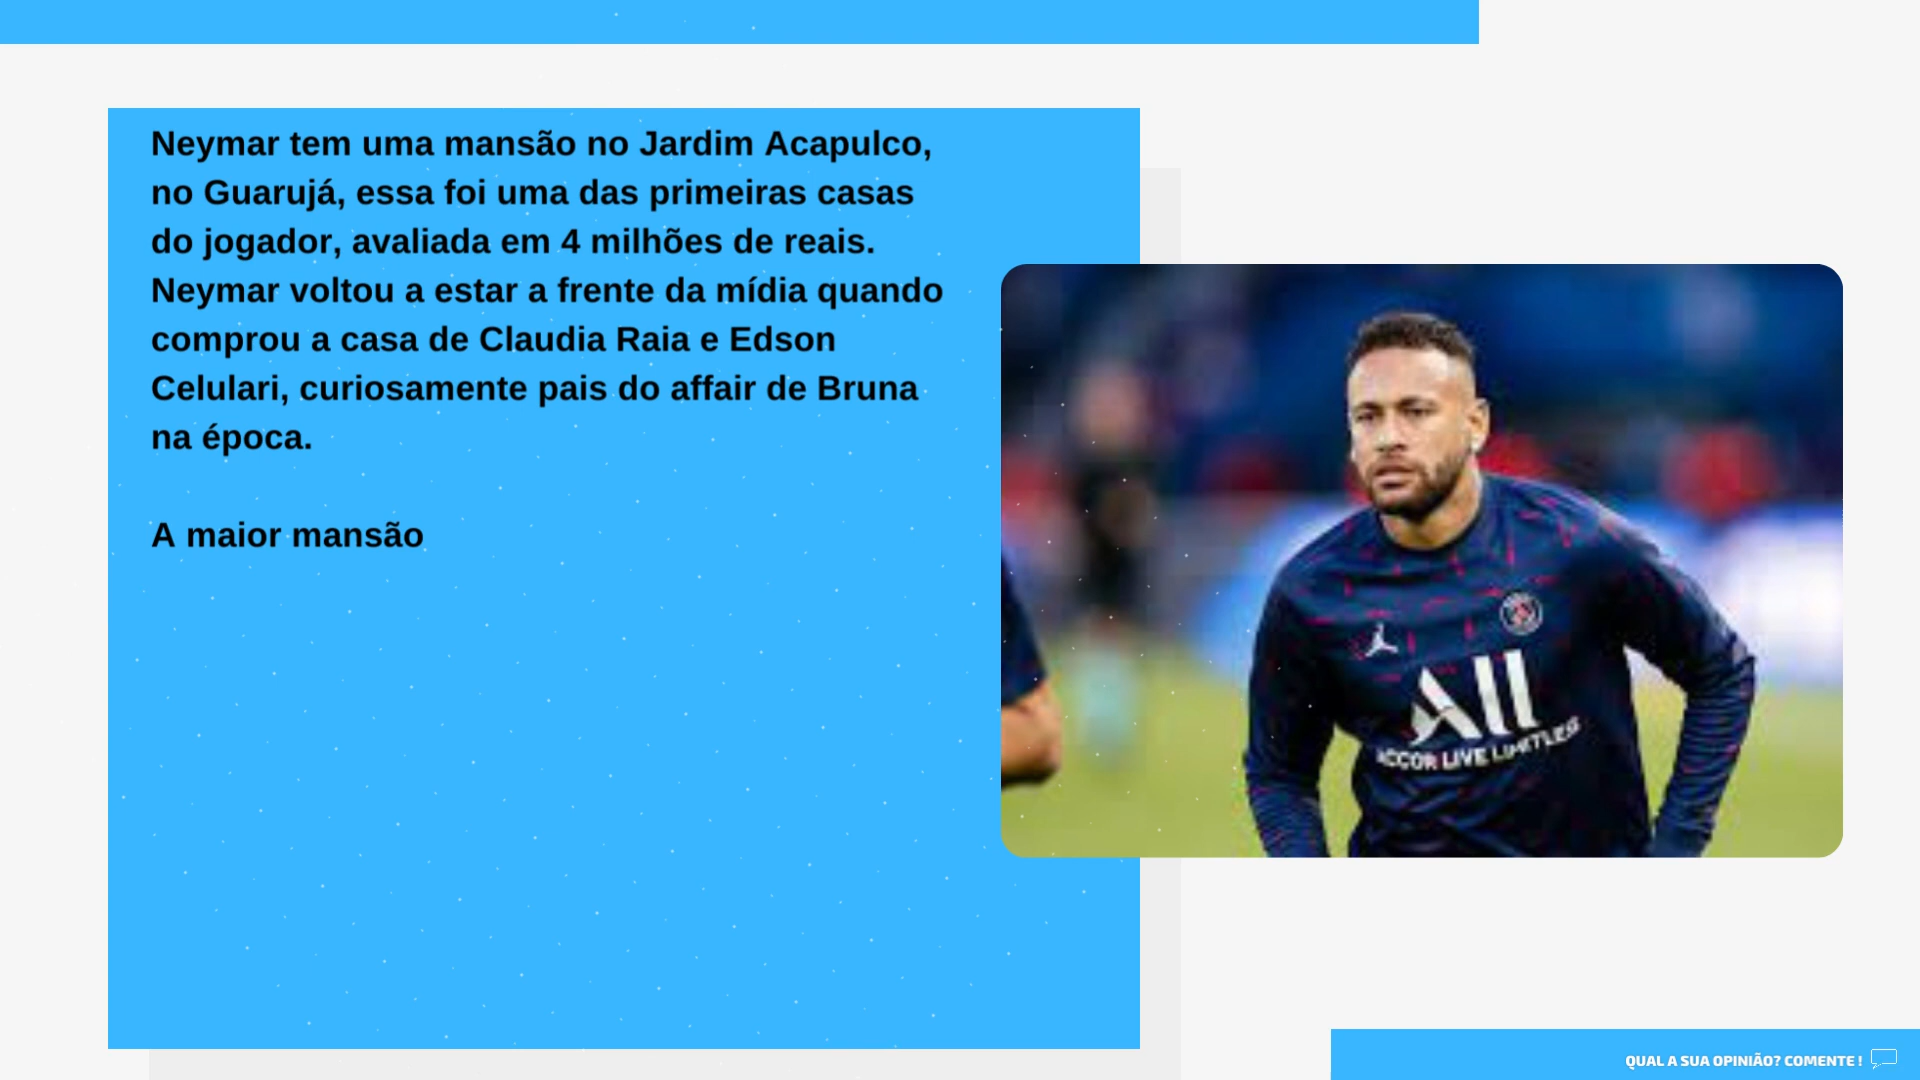 Neymar tem uma mansão no Jardim Acapulco,
no Guarujá, essa foi uma das primeiras casas
do jogador, avaliada em 4 milhões de reais.
Neymar voltou a estar a frente da mídia quando
comprou a casa de Claudia Raia e Edson
Celulari, curiosamente pais do affair de Bruna
na época.
A maior mansão
ALL
ACCOR LIVE LIMITLESS
QUAL A SUA OPINIÃO? COMENTE !